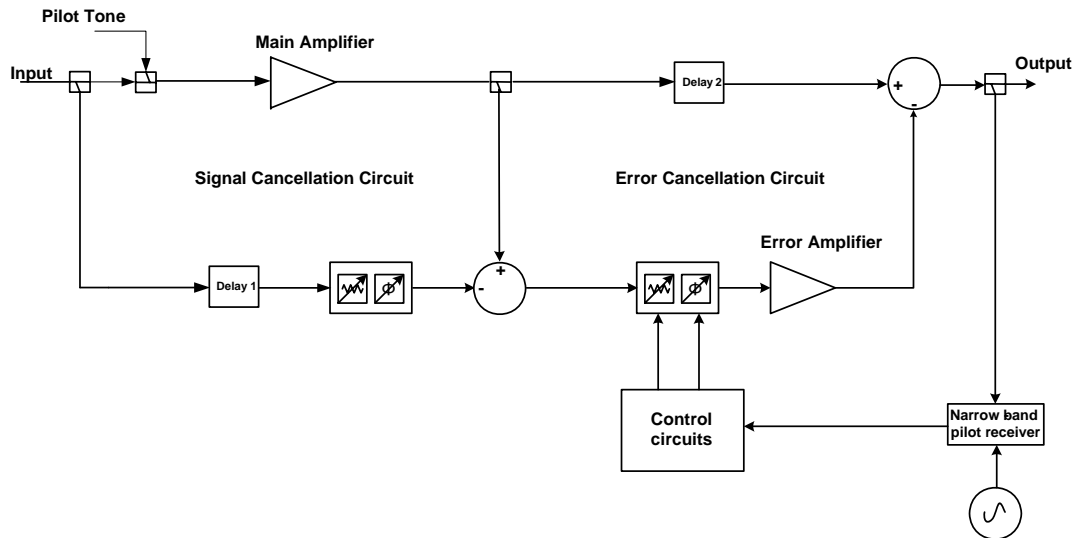 Pilot Tone
Main Amplifier
Input
Output
Delay 2
+
-
Signal Cancellation Circuit
Error Cancellation Circuit
Error Amplifier
+
-
Delay 1
ϕ
ϕ
Control
circuits
Narrow band
pilot receiver